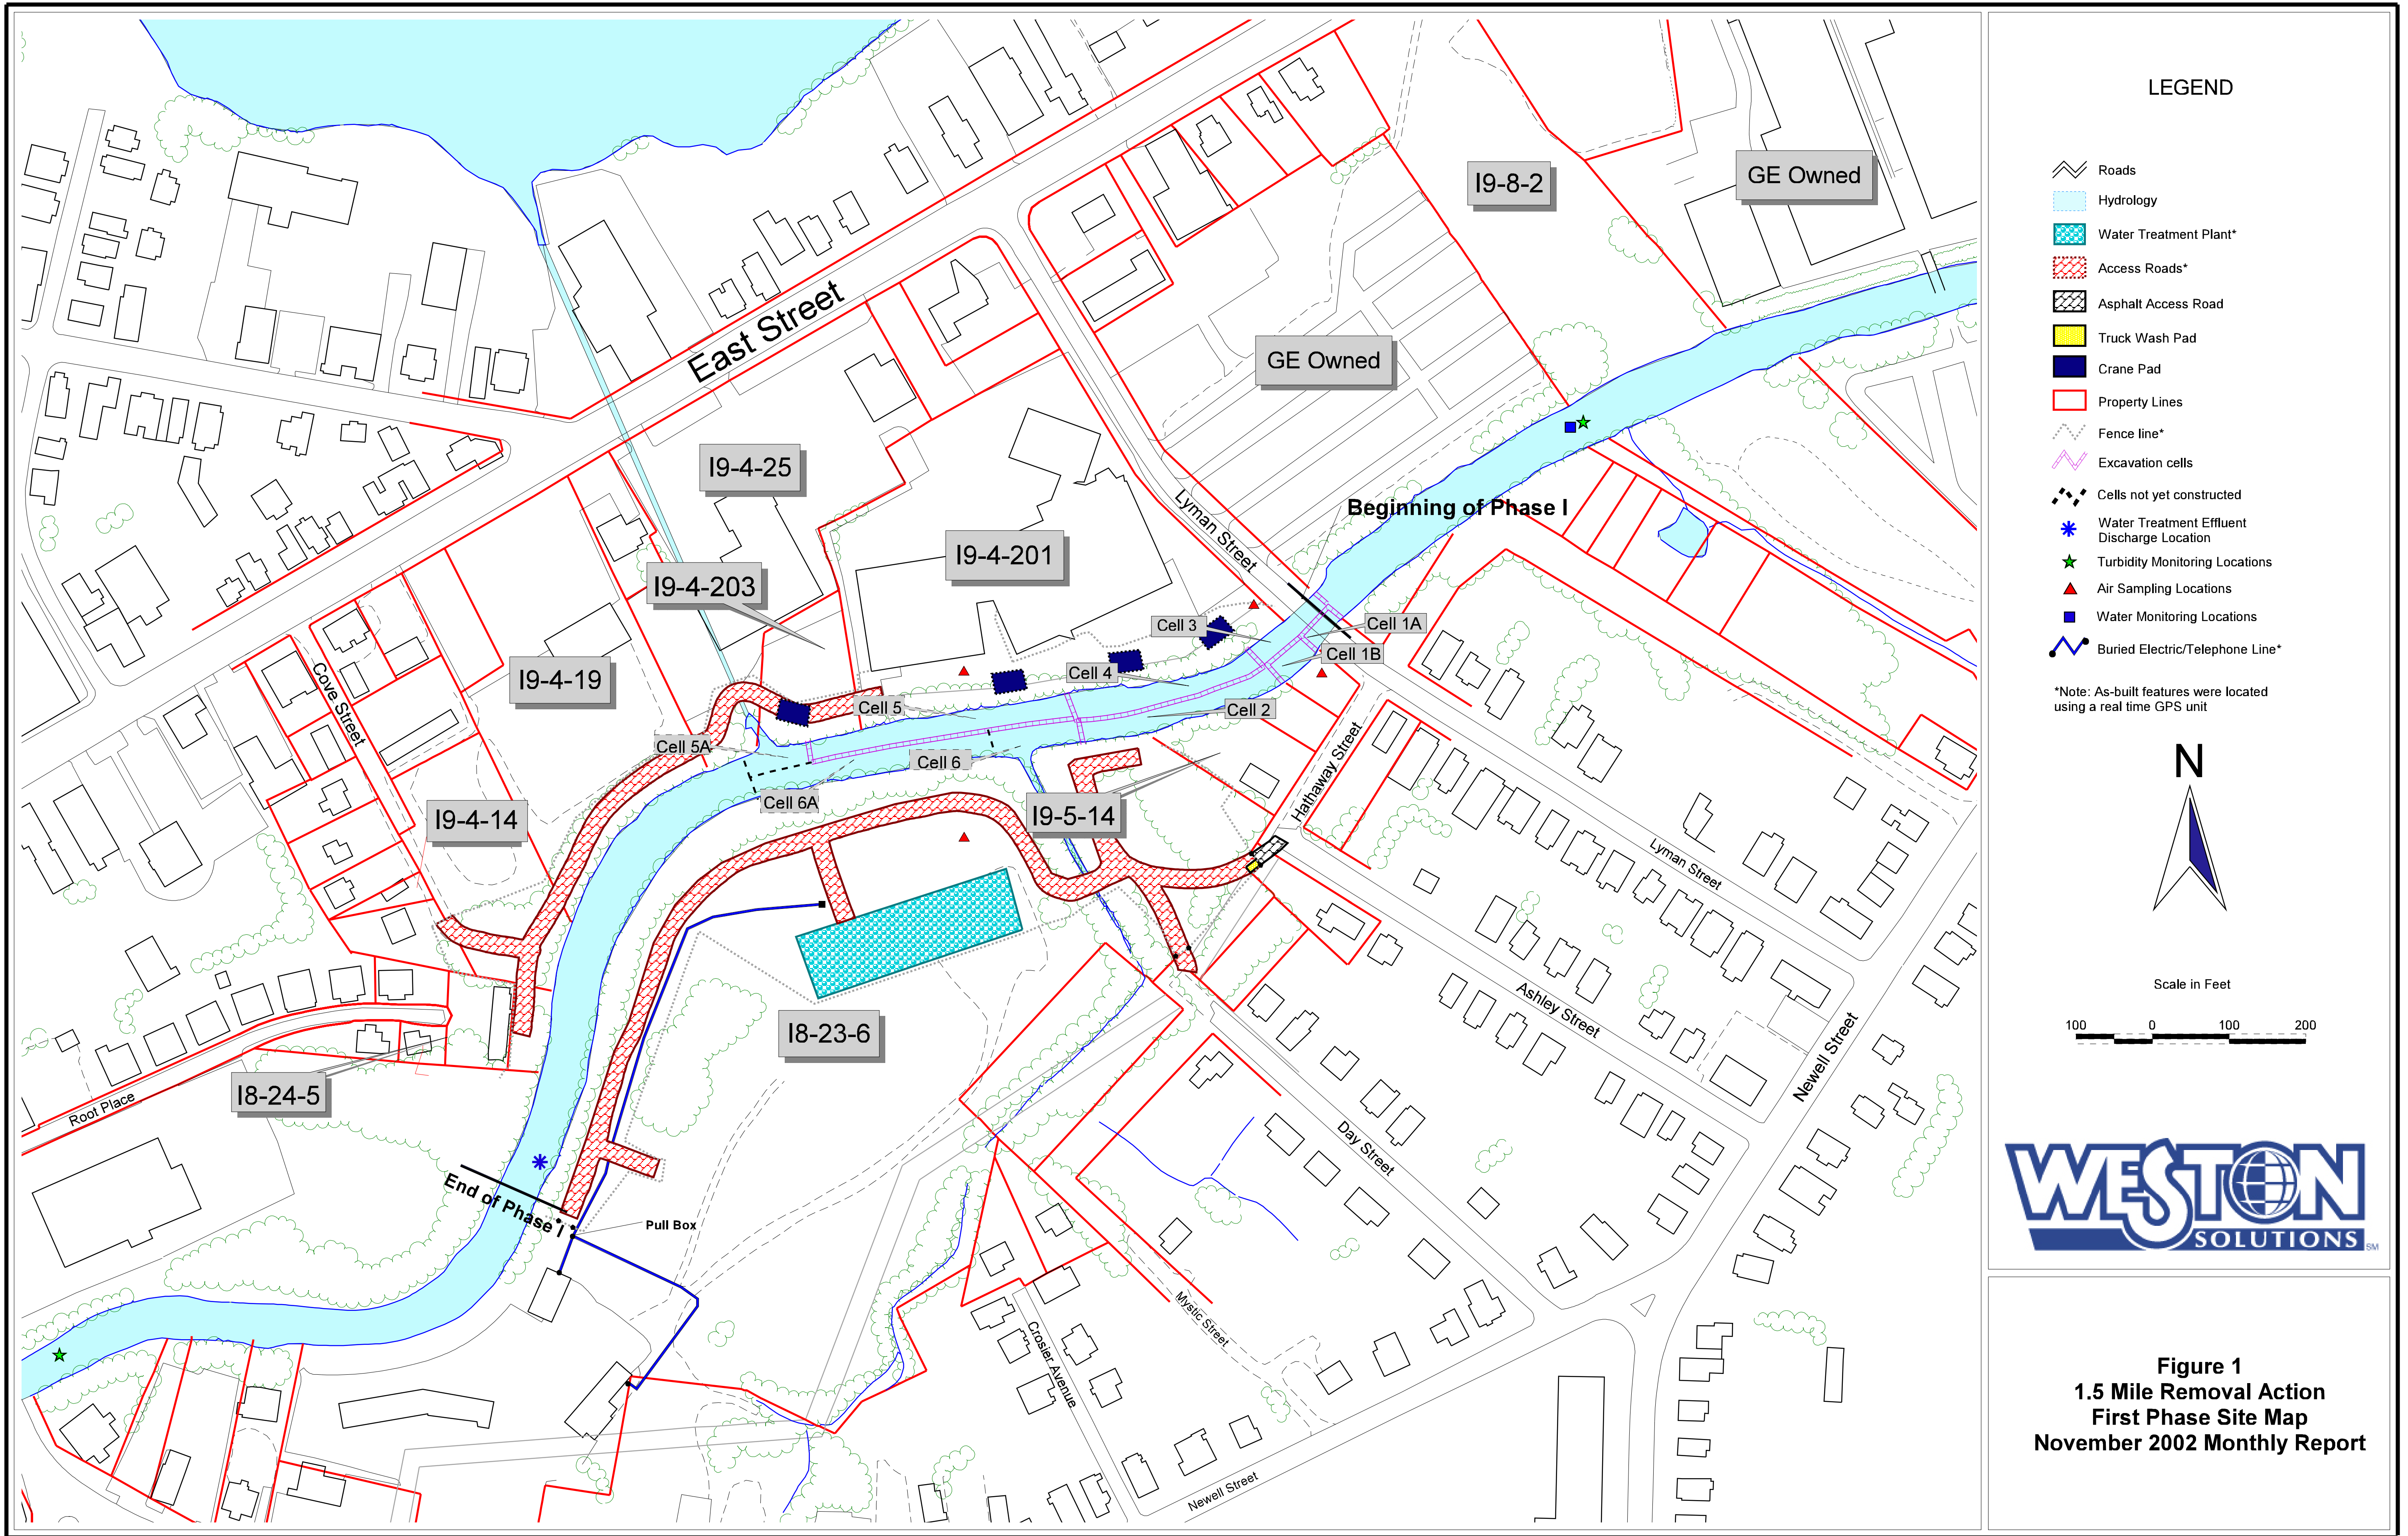 I9-8-2
GE Owned
East Street
GE Owned
I9-4-25
Lyman Street
Beginning of Phase I
I9-4-201
I9-4-203
Cell 3
Cell 1A
Cell 1B
I9-4-19
Cove Street
Cell 4
Cell 5
Cell 2
Cell 5A
Cell 6
Cell 6A
I9-4-14
I9-5-14
Hathaway Street
Lyman Street
Ashley Street
Newell Street
I8-23-6
I8-24-5
Root Place
Day Street
End of Phase I
Pull Box
Mystic Street
Crosier Avenue
Newell Street
LEGEND
Roads
Hydrology
Water Treatment Plant*
Access Roads*
Asphalt Access Road
Truck Wash Pad
Crane Pad
Property Lines
Fence line*
Excavation cells
Cells not yet constructed
Water Treatment Effluent
Discharge Location
Turbidity Monitoring Locations
Air Sampling Locations
Water Monitoring Locations
Buried Electric/Telephone Line*
*Note: As-built features were located
using a real time GPS unit
N
Scale in Feet
100 0 100 200
WESTON
SOLUTIONS SM
Figure 1
1.5 Mile Removal Action
First Phase Site Map
November 2002 Monthly Report